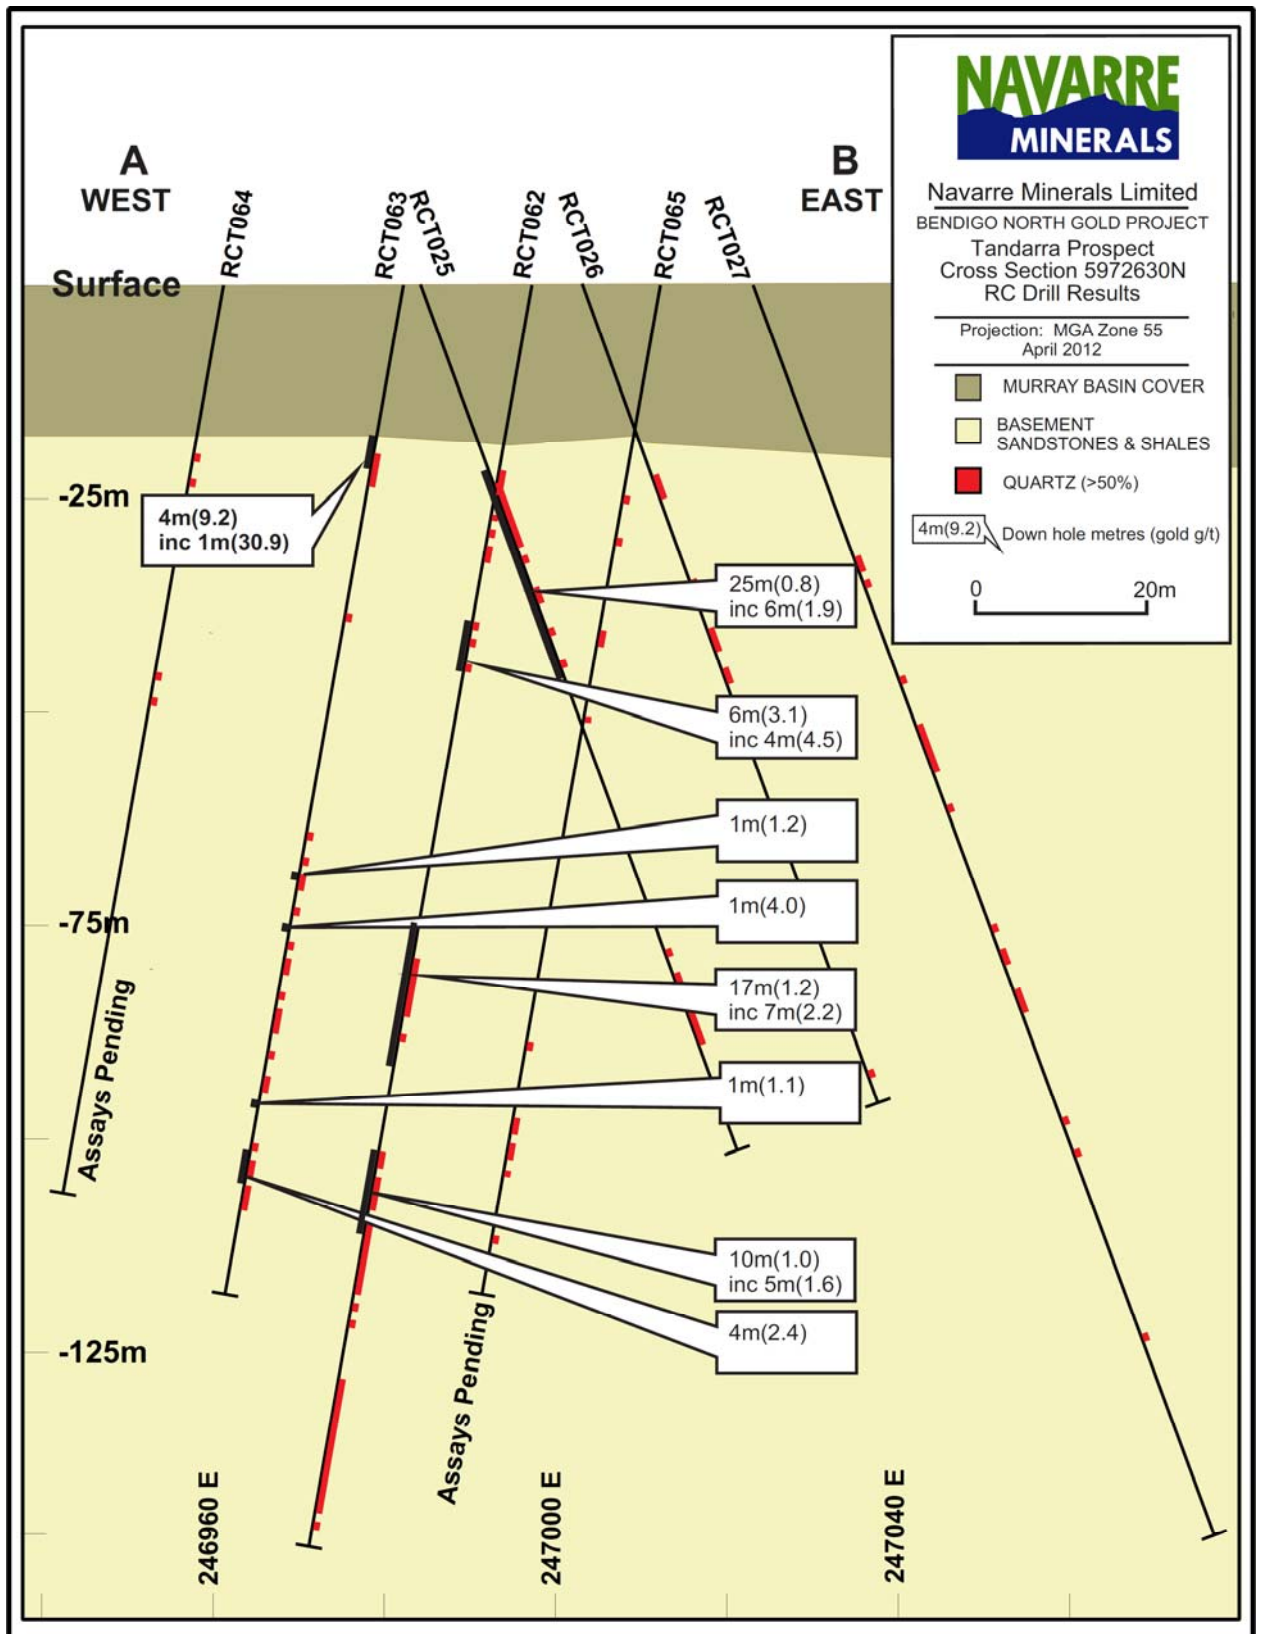 NAVARRE
MINERALS
Navarre Minerals Limited
BENDIGO NORTH GOLD PROJECT
Tandarra Prospect
Cross Section 5972630N
RC Drill Results
Projection: MGA Zone 55
April 2012
MURRAY BASIN COVER
BASEMENT
SANDSTONES & SHALES
QUARTZ (>50%)
4m(9.2)
Down hole metres (gold g/t)
0 20m
A
WEST
B
EAST
RCT064
RCT063
RCT025
RCT062
RCT026
RCT065
RCT027
Surface
-25m
4m(9.2)
inc 1m(30.9)
25m(0.8)
inc 6m(1.9)
6m(3.1)
inc 4m(4.5)
1m(1.2)
1m(4.0)
-75m
17m(1.2)
inc 7m(2.2)
1m(1.1)
Assays Pending
10m(1.0)
inc 5m(1.6)
4m(2.4)
-125m
Assays Pending
246960 E
247000 E
247040 E